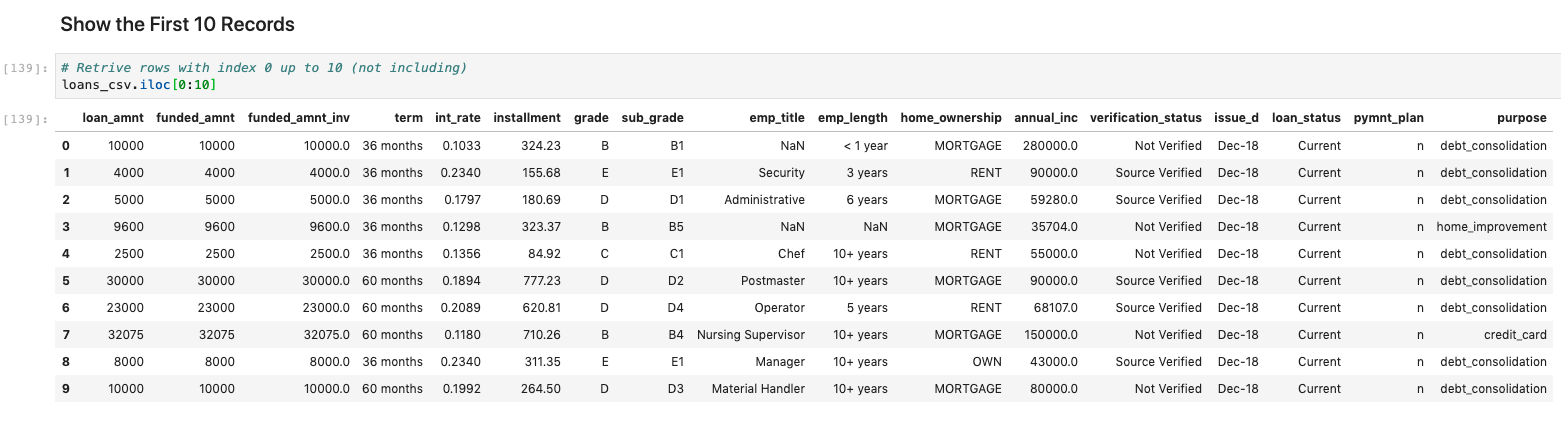 Show the First 10 Records
[139]: # Retrive rows with index 0 up to 10 (not including)
loans_csv.iloc[0:10]
[139]: loan_amnt funded_amnt funded_amnt_inv term int_rate installment grade sub_grade emp_title emp_length home_ownership annual_inc verification_status issue_d loan_status pymnt_plan purpose
0 10000 10000 10000.0 36 months 0.1033 324.23 B B1 NaN < 1 year MORTGAGE 280000.0 Not Verified Dec-18 Current n debt_consolidation
1 4000 4000 4000.0 36 months 0.2340 155.68 E E1 Security 3 years RENT 90000.0 Source Verified Dec-18 Current n debt_consolidation
2 5000 5000 5000.0 36 months 0.1797 180.69 D D1 Administrative 6 years MORTGAGE 59280.0 Source Verified Dec-18 Current n debt_consolidation
3 9600 9600 9600.0 36 months 0.1298 323.37 B B5 NaN NaN MORTGAGE 35704.0 Not Verified Dec-18 Current n home_improvement
4 2500 2500 2500.0 36 months 0.1356 84.92 C C1 Chef 10+ years RENT 55000.0 Not Verified Dec-18 Current n debt_consolidation
5 30000 30000 30000.0 60 months 0.1894 777.23 D D2 Postmaster 10+ years MORTGAGE 90000.0 Source Verified Dec-18 Current n debt_consolidation
6 23000 23000 23000.0 60 months 0.2089 620.81 D D4 Operator 5 years RENT 68107.0 Source Verified Dec-18 Current n debt_consolidation
7 32075 32075 32075.0 60 months 0.1180 710.26 B B4 Nursing Supervisor 10+ years MORTGAGE 150000.0 Not Verified Dec-18 Current n credit_card
8 8000 8000 8000.0 36 months 0.2340 311.35 E E1 Manager 10+ years OWN 43000.0 Source Verified Dec-18 Current n debt_consolidation
9 10000 10000 10000.0 60 months 0.1992 264.50 D D3 Material Handler 10+ years MORTGAGE 80000.0 Not Verified Dec-18 Current n debt_consolidation